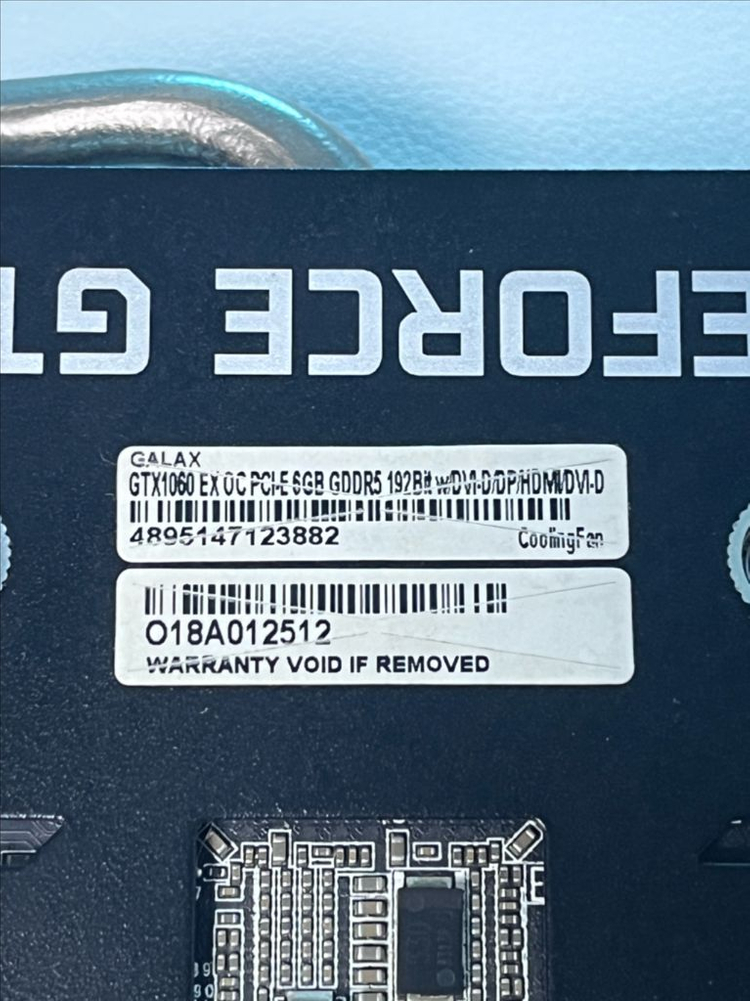 EFORCE GT
GALAX
GTX1060 EX OC PCI-E 6GB GDDR5 192Bit w/DVI-D/DP/HDMI/DVI-D
4895147123882
CoolingFan
O18A012512
WARRANTY VOID IF REMOVED
E